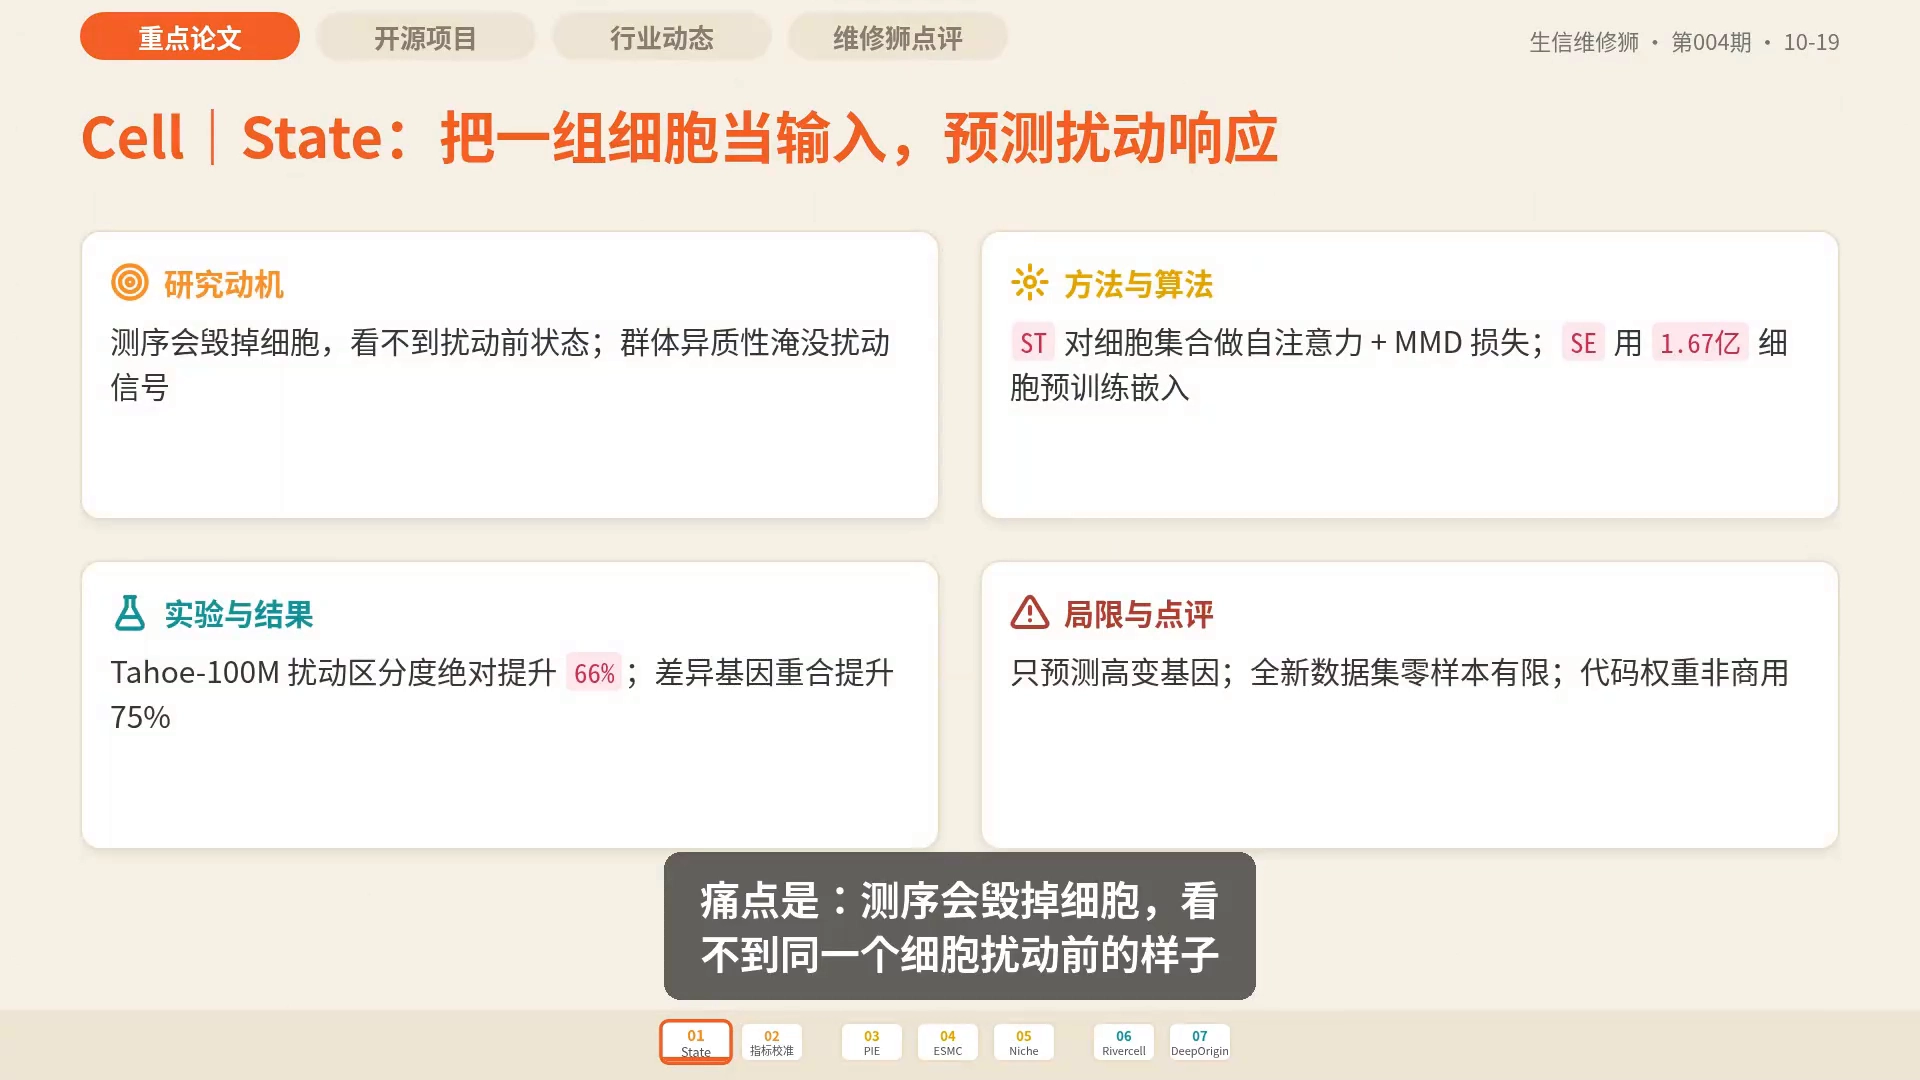 重点论文
开源项目
行业动态
维修狮点评
生信维修狮 • 第004期 • 10-19
Cell｜State：把一组细胞当输入，预测扰动响应
研究动机
测序会毁掉细胞，看不到扰动前状态；群体异质性淹没扰动
信号
方法与算法
ST 对细胞集合做自注意力 + MMD 损失； SE 用 1.67亿 细
胞预训练嵌入
实验与结果
Tahoe-100M 扰动区分度绝对提升 66% ；差异基因重合提升
75%
局限与点评
只预测高变基因；全新数据集零样本有限；代码权重非商用
痛点是：测序会毁掉细胞，看
不到同一个细胞扰动前的样子
01
State
02
指标校准
03
PIE
04
ESMC
05
Niche
06
Rivercell
07
DeepOrigin